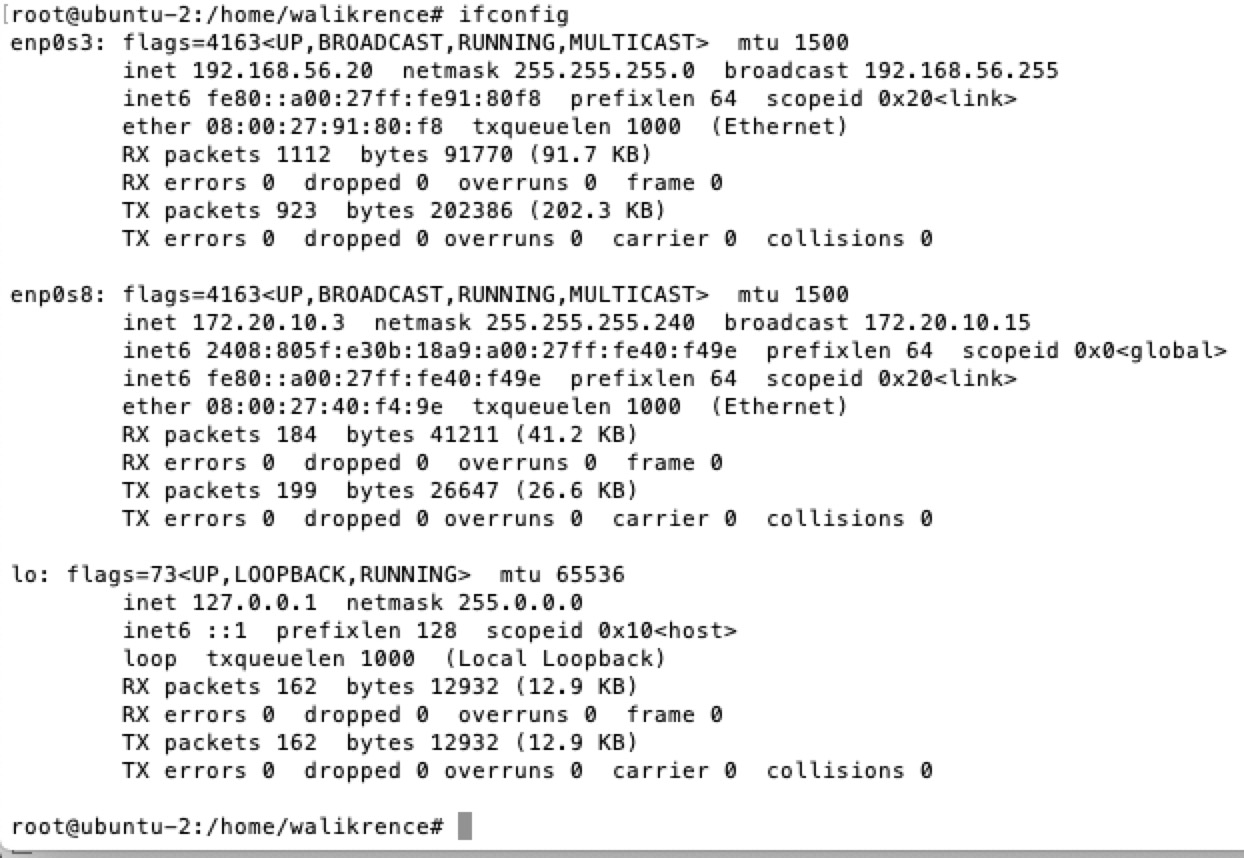 [root@ubuntu-2:/home/walikrence# ifconfig
enp0s3: flags=4163<UP,BROADCAST,RUNNING,MULTICAST>  mtu 1500
        inet 192.168.56.20  netmask 255.255.255.0  broadcast 192.168.56.255
        inet6 fe80::a00:27ff:fe91:80f8  prefixlen 64  scopeid 0x20<link>
        ether 08:00:27:91:80:f8  txqueuelen 1000  (Ethernet)
        RX packets 1112  bytes 91770 (91.7 KB)
        RX errors 0  dropped 0  overruns 0  frame 0
        TX packets 923  bytes 202386 (202.3 KB)
        TX errors 0  dropped 0 overruns 0  carrier 0  collisions 0

enp0s8: flags=4163<UP,BROADCAST,RUNNING,MULTICAST>  mtu 1500
        inet 172.20.10.3  netmask 255.255.255.240  broadcast 172.20.10.15
        inet6 2408:805f:e30b:18a9:a00:27ff:fe40:f49e  prefixlen 64  scopeid 0x0<global>
        inet6 fe80::a00:27ff:fe40:f49e  prefixlen 64  scopeid 0x20<link>
        ether 08:00:27:40:f4:9e  txqueuelen 1000  (Ethernet)
        RX packets 184  bytes 41211 (41.2 KB)
        RX errors 0  dropped 0  overruns 0  frame 0
        TX packets 199  bytes 26647 (26.6 KB)
        TX errors 0  dropped 0 overruns 0  carrier 0  collisions 0

lo: flags=73<UP,LOOPBACK,RUNNING>  mtu 65536
        inet 127.0.0.1  netmask 255.0.0.0
        inet6 ::1  prefixlen 128  scopeid 0x10<host>
        loop  txqueuelen 1000  (Local Loopback)
        RX packets 162  bytes 12932 (12.9 KB)
        RX errors 0  dropped 0  overruns 0  frame 0
        TX packets 162  bytes 12932 (12.9 KB)
        TX errors 0  dropped 0 overruns 0  carrier 0  collisions 0

root@ubuntu-2:/home/walikrence#